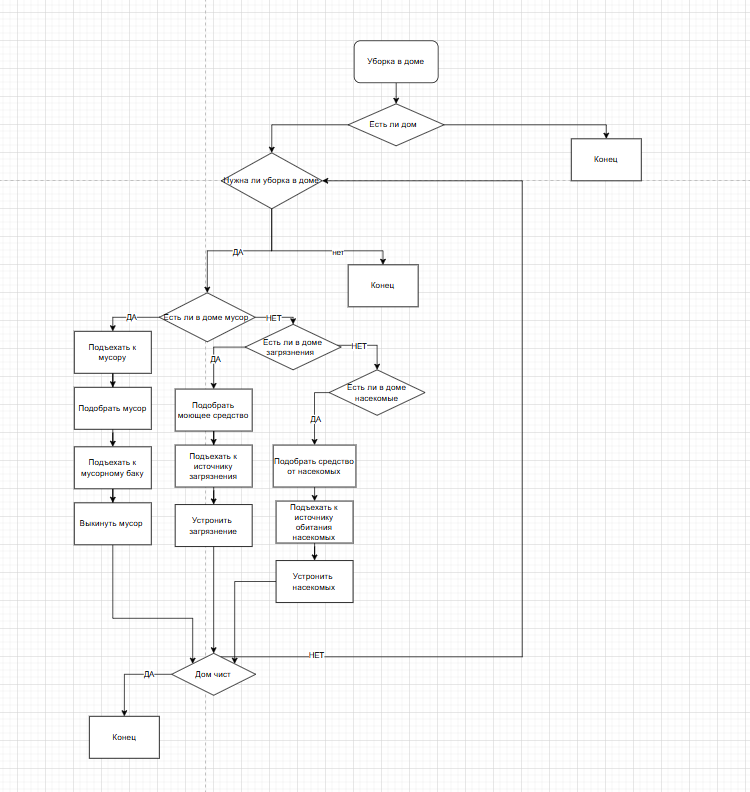 Уборка в доме
Есть ли дом
Конец
Нужна ли уборка в доме
ДА
нет
Конец
Есть ли в доме мусор
ДА
НЕТ
Есть ли в доме
загрязнения
ДА
НЕТ
Есть ли в доме
насекомые
ДА
Подъехать к
мусору
Подобрать мусор
Подъехать к
мусорному баку
Выкинуть мусор
Подобрать
моющее средство
Подъехать к
источнику
загрязнения
Устронить
загрязнение
Подобрать средство
от насекомых
Подъехать к
источнику
обитания
насекомых
Устронить
насекомых
НЕТ
Дом чист
ДА
Конец